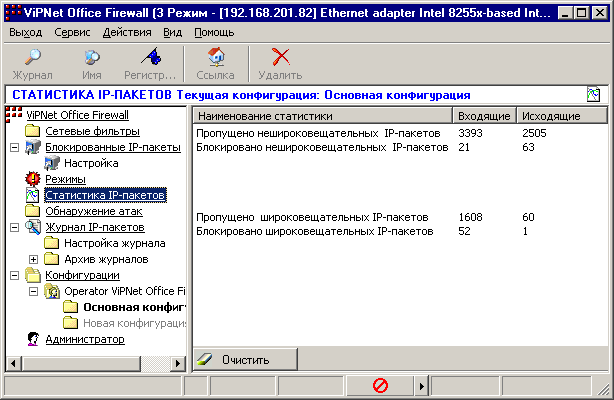 ViPNet Office Firewall [3 Режим - [192.168.201.82] Ethernet adapter Intel 8255x-based Int...
Выход Сервис Действия Вид Помощь
Журнал Имя Регистр... Ссылка Удалить
СТАТИСТИКА IP-ПАКЕТОВ Текущая конфигурация: Основная конфигурация
ViPNet Office Firewall
Сетевые фильтры
Блокированные IP-пакеты
Настройка
Режимы
Статистика IP-пакетов
Обнаружение атак
Журнал IP-пакетов
Настройка журнала
Архив журналов
Конфигурации
Operator ViPNet Office Fi
Основная конфиг
Новая конфигурация
Администратор
Наименование статистики Входящие Исходящие
Пропущено нешироковещательных IP-пакетов 3393 2505
Блокировано нешироковещательных IP-пакетов 21 63
Пропущено широковещательных IP-пакетов 1608 60
Блокировано широковещательных IP-пакетов 52 1
Очистить